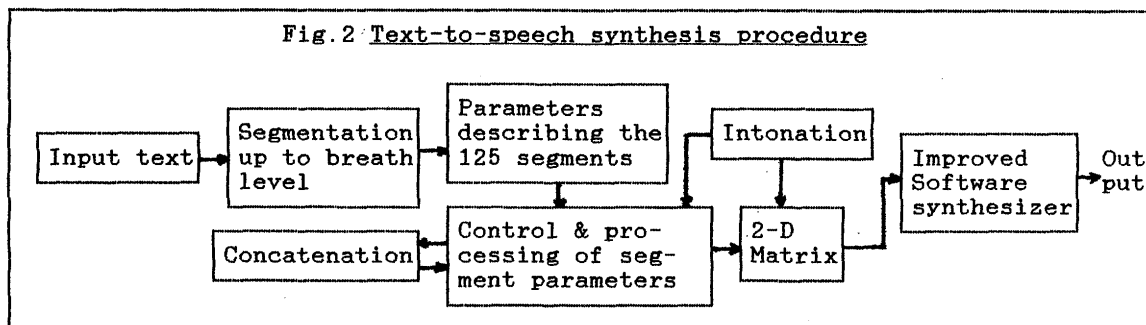 Fig.2 Text-to-speech synthesis procedure
Input text
Segmentation
up to breath
level
Parameters
describing the
125 segments
Intonation
Improved
Software
synthesizer
Out
put
Concatenation
Control & pro-
cessing of seg-
ment parameters
2-D
Matrix